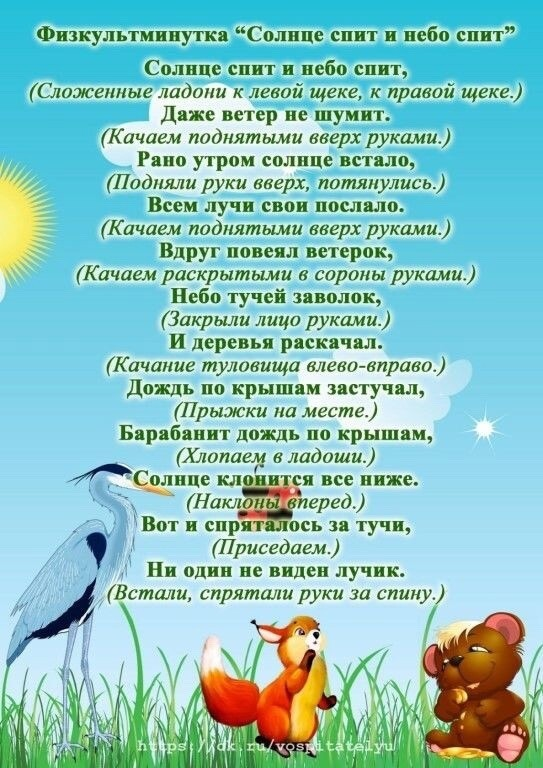 Физкультминутка “Солнце спит и небо спит”
Солнце спит и небо спит,
(Сложенные ладони к левой щеке, к правой щеке.)
Даже ветер не шумит.
(Качаем поднятыми вверх руками.)
Рано утром солнце встало,
(Подняли руки вверх, потянулись.)
Всем лучи свои послало.
(Качаем поднятыми вверх руками.)
Вдруг повеял ветерок,
(Качаем раскрытыми в сороны руками.)
Небо тучей заволок,
(Закрыли лицо руками.)
И деревья раскачал.
(Качание туловища влево-вправо.)
Дождь по крышам застучал,
(Прыжки на месте.)
Барабанит дождь по крышам,
(Хлопаем в ладоши.)
Солнце клонится все ниже.
(Наклоны вперед.)
Вот и спряталось за тучи,
(Приседаем.)
Ни один не виден лучик.
(Встали, спрятали руки за спину.)
https://ok.ru/vospitatelyu